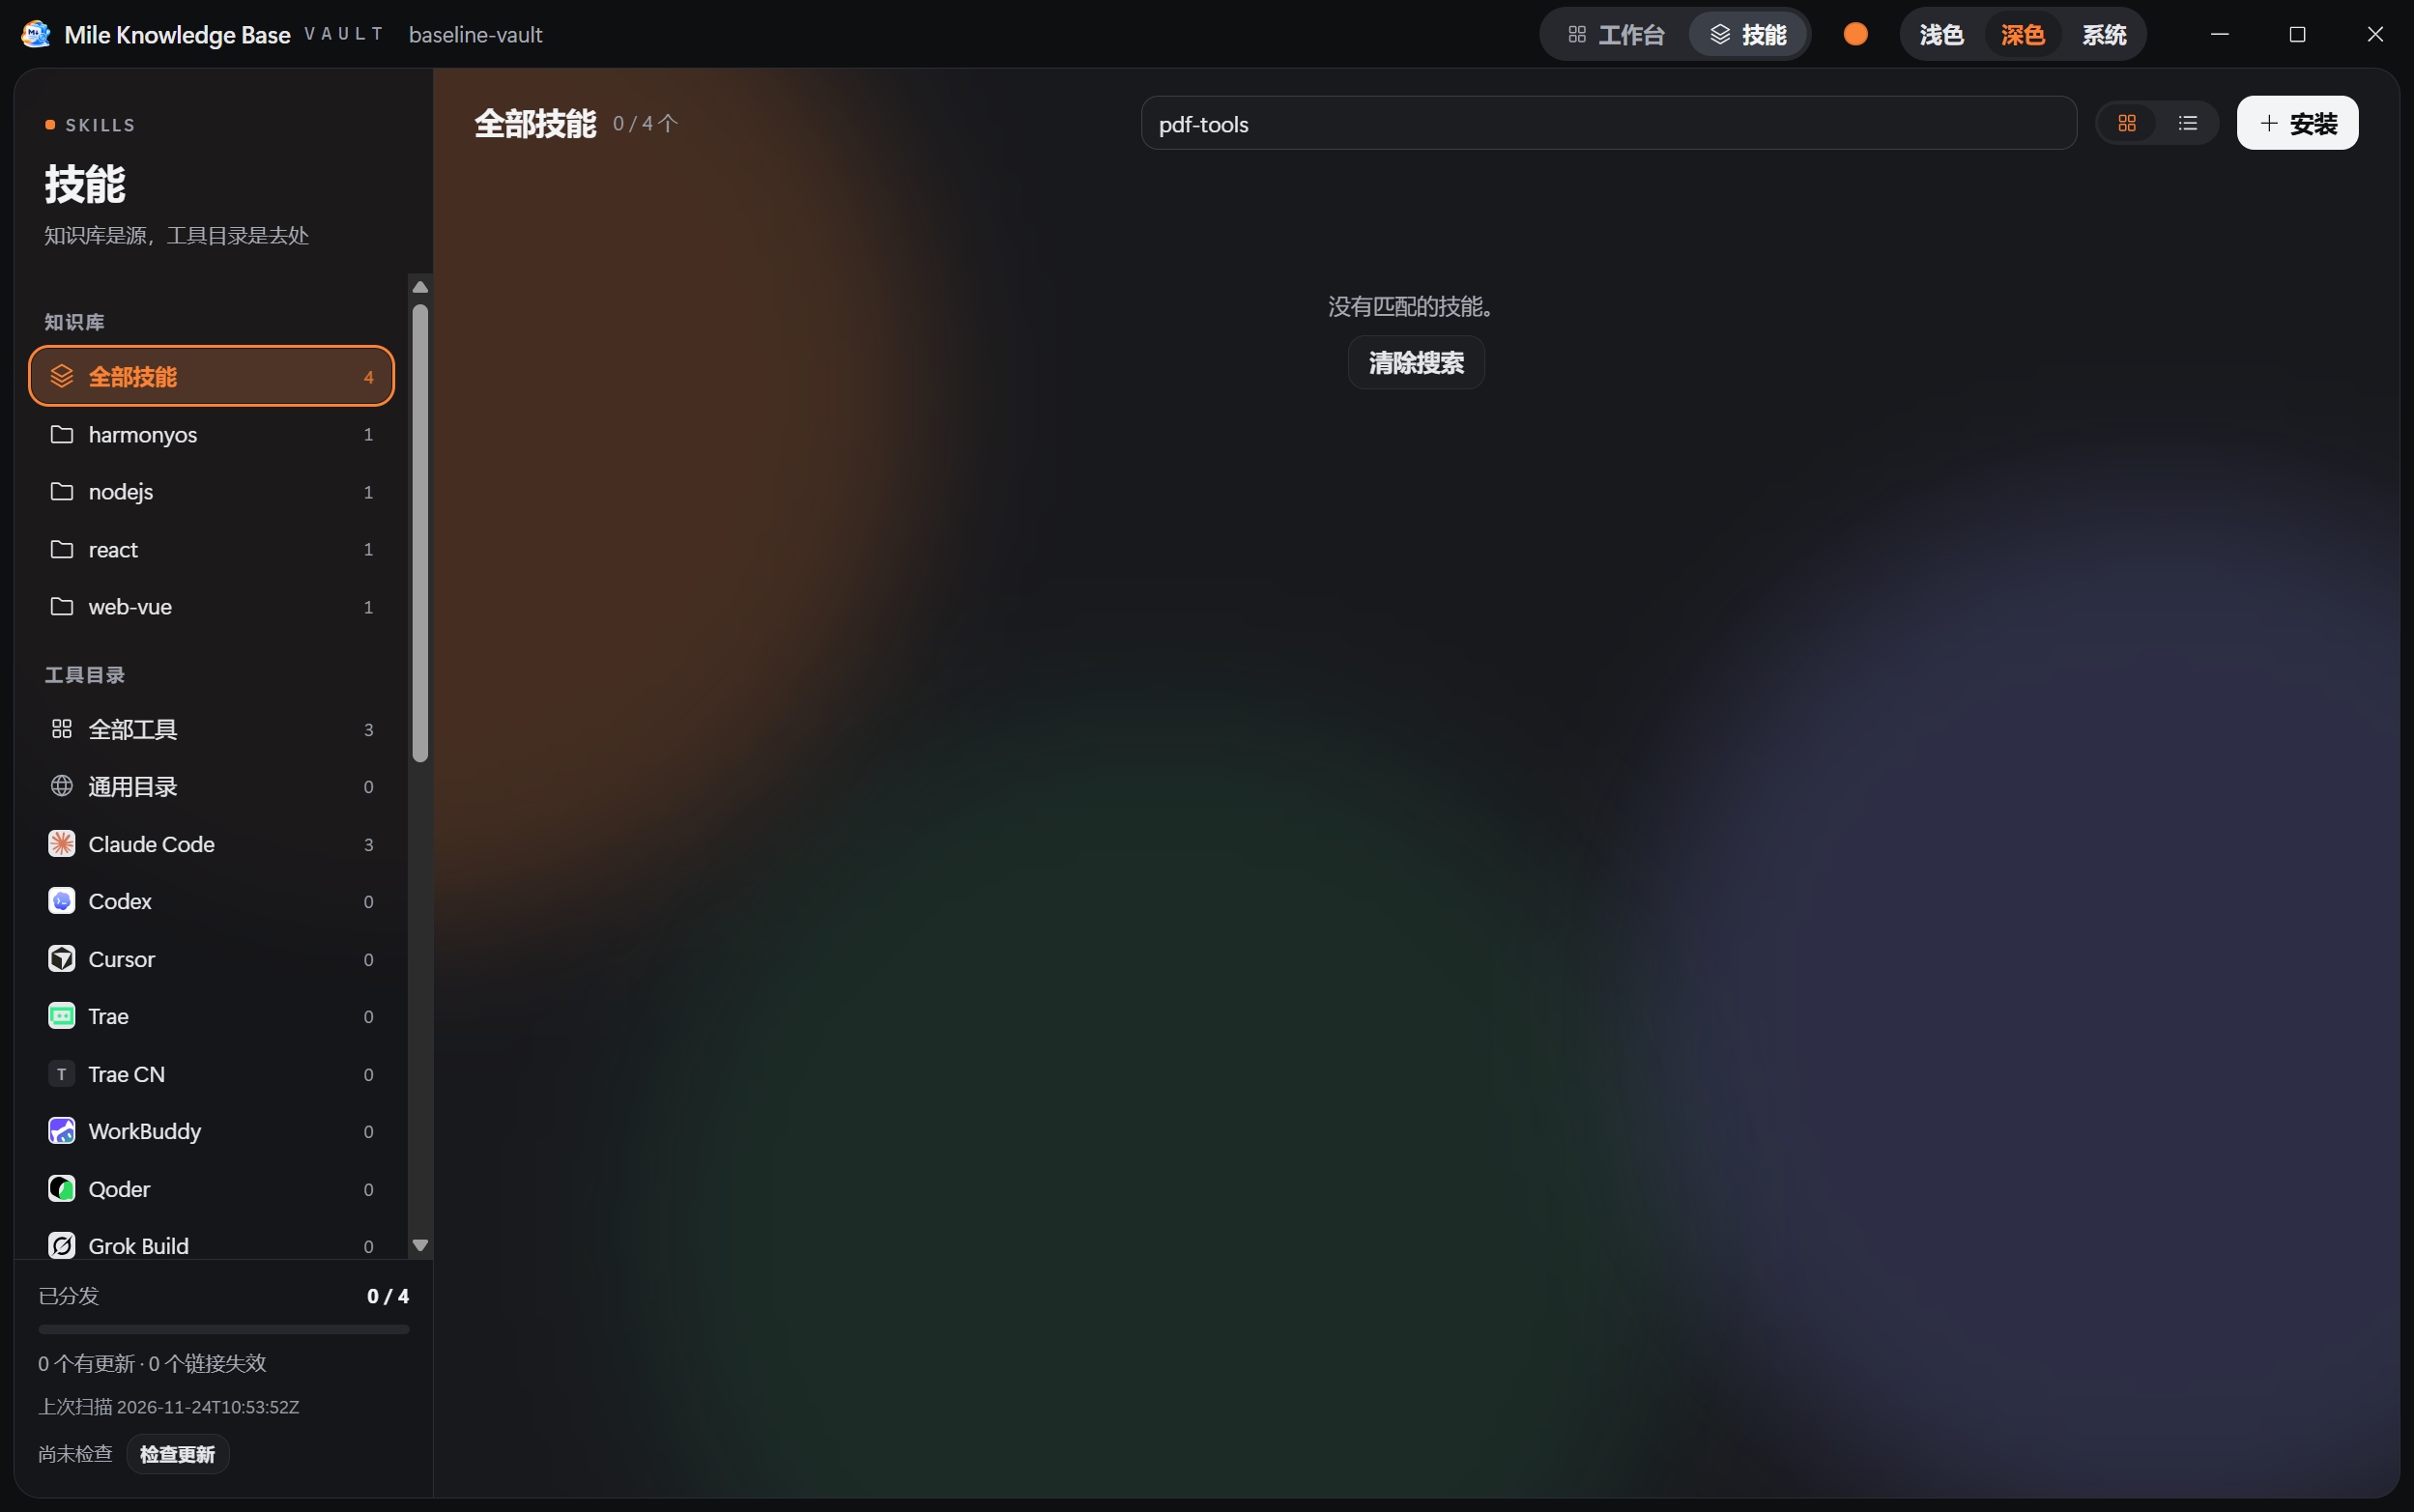 Mile Knowledge Base VAULT baseline-vault
工作台 技能 浅色 深色 系统
SKILLS
技能
知识库是源，工具目录是去处
知识库
全部技能 4
harmonyos 1
nodejs 1
react 1
web-vue 1
工具目录
全部工具 3
通用目录 0
Claude Code 3
Codex 0
Cursor 0
Trae 0
T Trae CN 0
WorkBuddy 0
Qoder 0
Grok Build 0
已分发 0 / 4
0 个有更新 · 0 个链接失效
上次扫描 2026-11-24T10:53:52Z
尚未检查 检查更新
全部技能 0 / 4 个
pdf-tools
安装
没有匹配的技能。
清除搜索